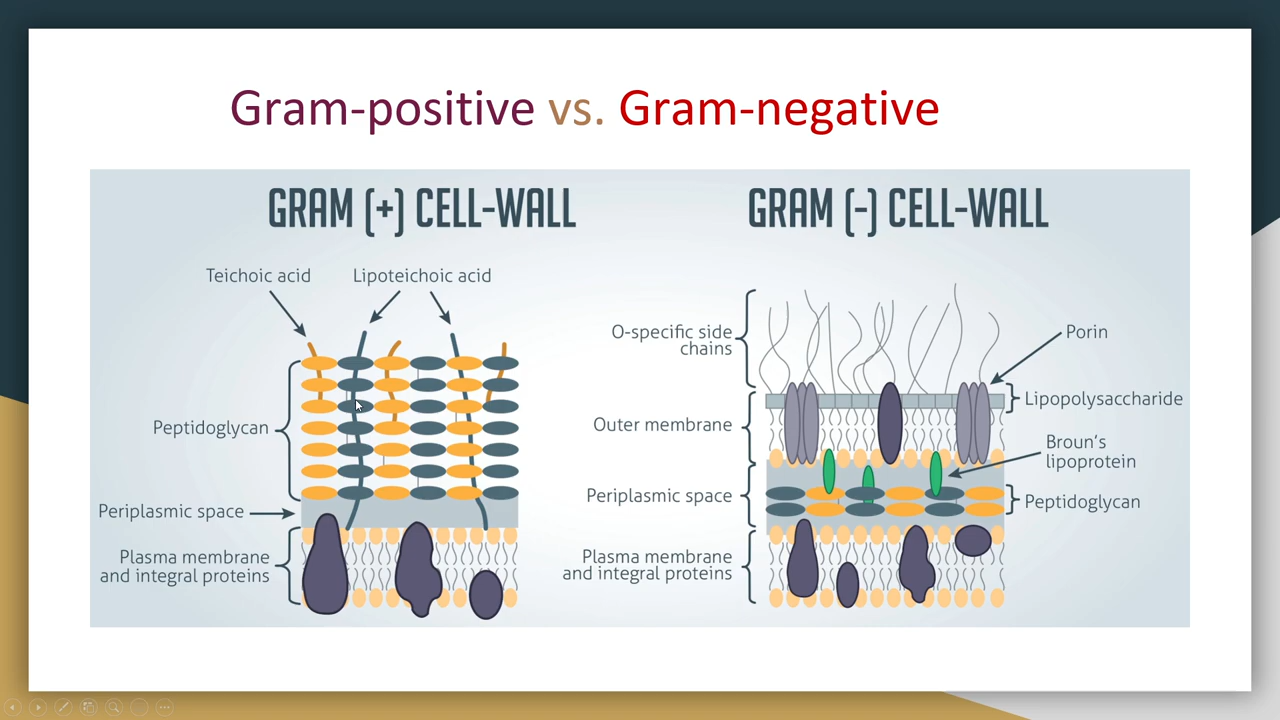 Gram-positive vs. Gram-negative
GRAM (+) CELL-WALL
Teichoic acid
Lipoteichoic acid
Peptidoglycan
Periplasmic space
Plasma membrane
and integral proteins
GRAM (-) CELL-WALL
O-specific side
chains
Outer membrane
Periplasmic space
Plasma membrane
and integral proteins
Porin
Lipopolysaccharide
Broun's
lipoprotein
Peptidoglycan